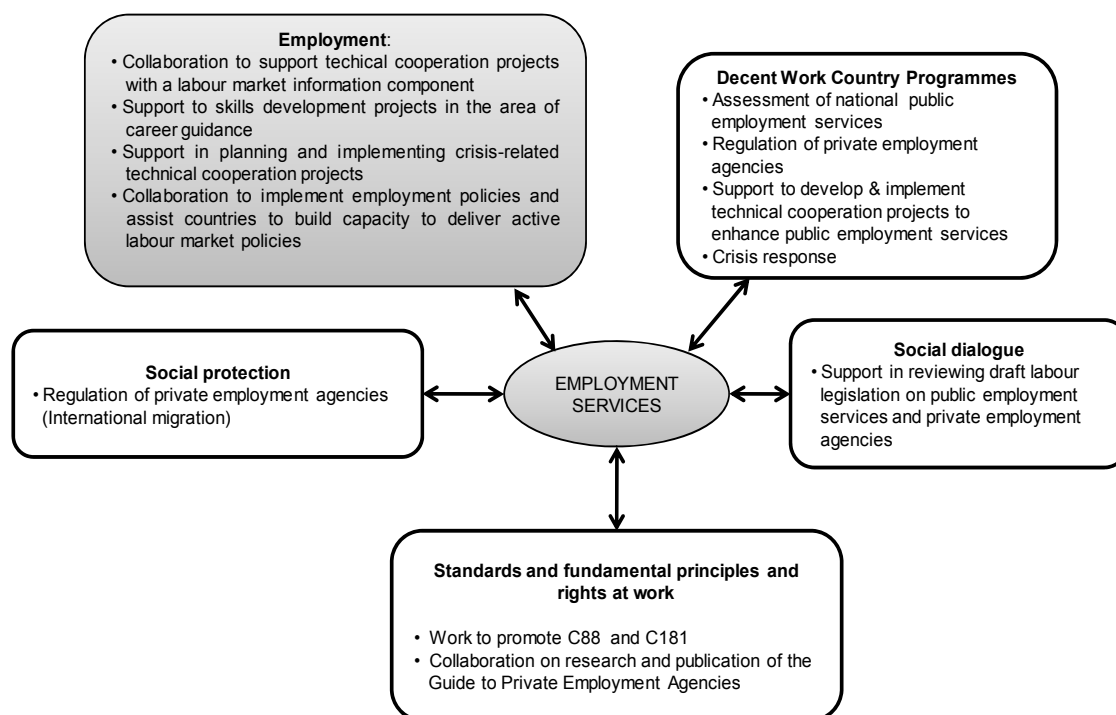 Employment:
• Collaboration to support techical cooperation projects
with a labour market information component
• Support to skills development projects in the area of
career guidance
• Support in planning and implementing crisis-related
technical cooperation projects
• Collaboration to implement employment policies and
assist countries to build capacity to deliver active
labour market policies
Decent Work Country Programmes
• Assessment of national public
employment services
• Regulation of private employment
agencies
• Support to develop & implement
technical cooperation projects to
enhance public employment services
• Crisis response
Social protection
• Regulation of private employment agencies
(International migration)
EMPLOYMENT
SERVICES
Social dialogue
• Support in reviewing draft labour
legislation on public employment
services and private employment
agencies
Standards and fundamental principles and
rights at work
• Work to promote C88 and C181
• Collaboration on research and publication of the
Guide to Private Employment Agencies